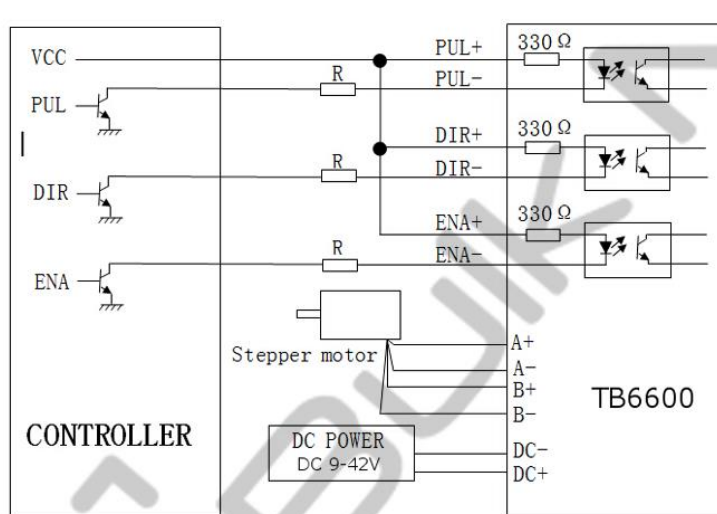 VCC
PUL
DIR
ENA
R
R
R
PUL+
PUL-
DIR+
DIR-
ENA+
ENA-
330 Ω
330 Ω
330 Ω
Stepper motor
A+
A-
B+
B-
DC-
DC+
TB6600
CONTROLLER
DC POWER
DC 9-42V